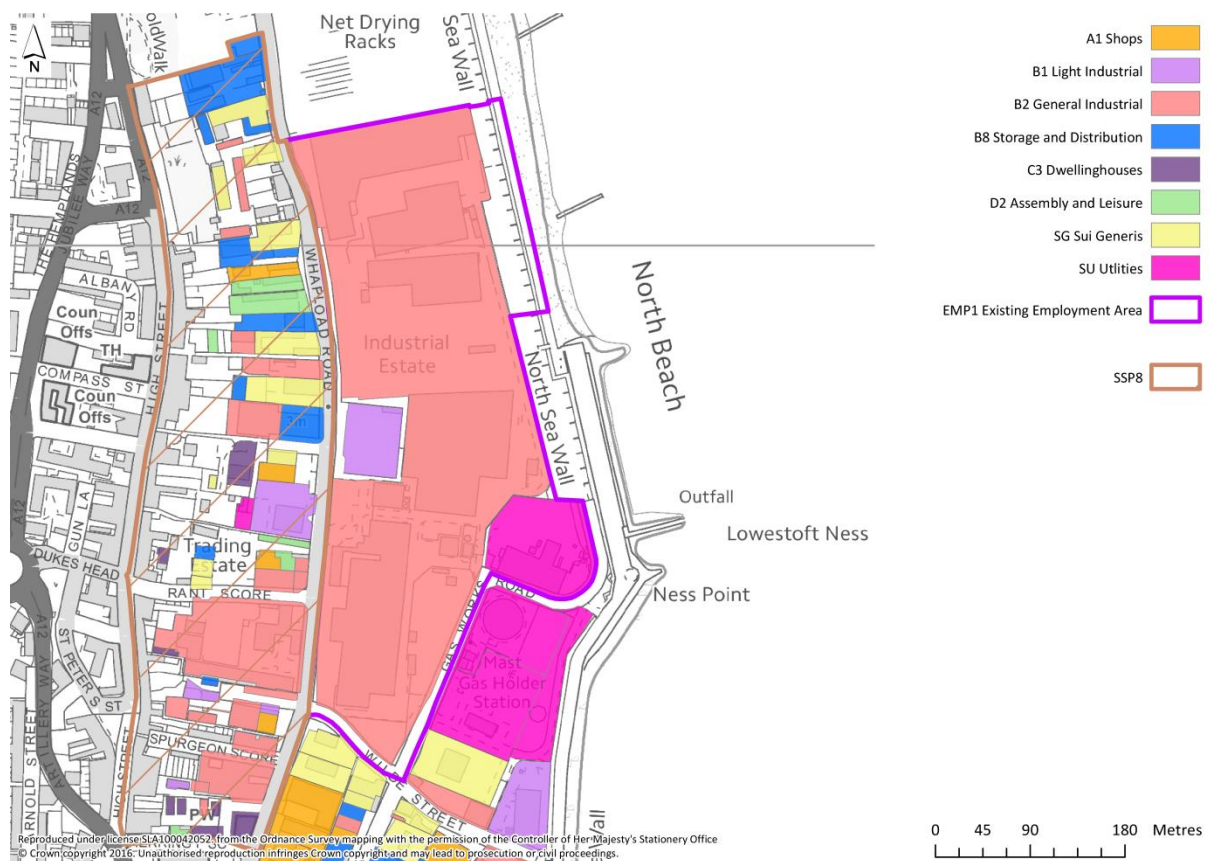 Net Drying
Racks
Sea Wall
oldWalk
N
A12
A12
A12
JUBILEE WAY
ALBANY RD
Coun
Offs
TH
COMPASS ST
Coun
Offs
HIGH STREET
WHAPLOAD ROAD
Industrial
Estate
North Beach
North Sea Wall
Outfall
Lowestoft Ness
Ness Point
GUN LA
A12
DUKES HEAD
Trading
Estate
RANT SCORE
GAS WORKS ROAD
Mast
Gas Holder
Station
ST PETER'S ST
A12
ARTILLERY WAY
ARNOLD STREET
HIGH STREET
SPURGEON SCORE
WILDE STREET
PW
Wall
A1 Shops
B1 Light Industrial
B2 General Industrial
B8 Storage and Distribution
C3 Dwellinghouses
D2 Assembly and Leisure
SG Sui Generis
SU Utlities
EMP1 Existing Employment Area
SSP8
0 45 90 180 Metres
Reproduced under license SLA100042052. from the Ordnance Survey mapping with the permission of the Controller of Her Majesty's Stationery Office
© Crown copyright 2016. Unauthorised reproduction infringes Crown copyright and may lead to prosecution or civil proceedings.